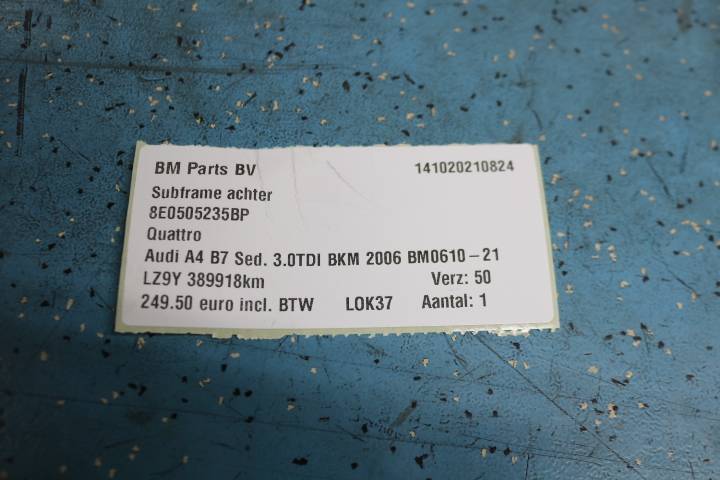 BM Parts BV 141020210824
Subframe achter
8E0505235BP
Quattro
Audi A4 B7 Sed. 3.0TDI BKM 2006 BM0610-21
LZ9Y 389918km Verz: 50
249.50 euro incl. BTW LOK37 Aantal: 1